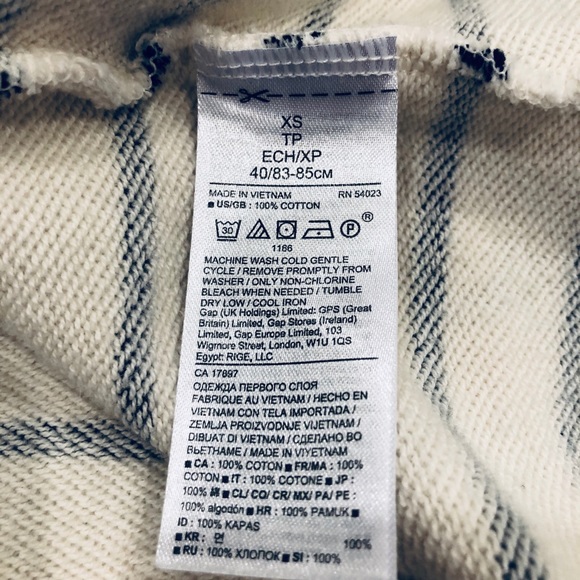 XS
TP
ECH/XP
40/83-85см
MADE IN VIETNAM RN 54023
■ US/GB : 100% COTTON
30 P ®
1166
MACHINE WASH COLD GENTLE
CYCLE / REMOVE PROMPTLY FROM
WASHER / ONLY NON-CHLORINE
BLEACH WHEN NEEDED / TUMBLE
DRY LOW / COOL IRON
Gap (UK Holdings) Limited: GPS (Great
Britain) Limited, Gap Stores (Ireland)
Limited, Gap Europe Limited, 103
Wigmore Street, London, W1U 1QS
Egypt: RIGE, LLC
CA 17897
ОДЕЖДА ПЕРВОГО СЛОЯ
FABRIQUE AU VIETNAM / HECHO EN
VIETNAM CON TELA IMPORTADA /
ZEMLJA PROIZVODNJE VIJETNAM /
DIBUAT DI VIETNAM / СДЕЛАНО ВО
ВЬЕТНАМЕ / MADE IN VIYETNAM
■ CA : 100% COTON ■ FR/MA : 100%
COTON ■ IT : 100% COTONE ■ JP :
100% 綿 ■ CL/ CO/ CR/ MX/ PA/ PE :
100% algodón ■ HR : 100% PAMUK ■
ID : 100% KAPAS
■ KR : 면 100%
■ RU : 100% ХЛОПОК ■ SI : 100%